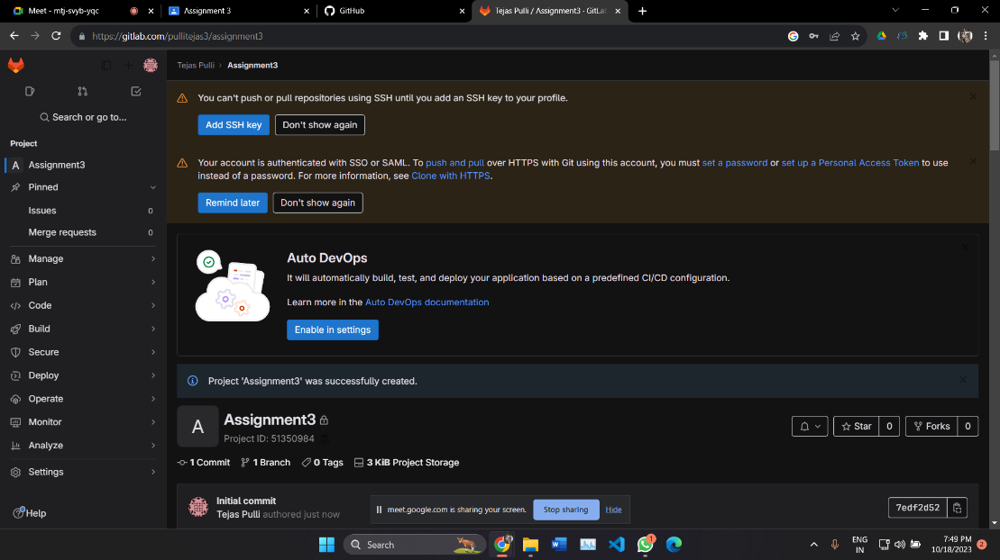 Meet - mtj-svyb-yqc
Assignment 3
GitHub
Tejas Pulli / Assignment3 · GitLab
https://gitlab.com/pullitejas3/assignment3
Tejas Pulli › Assignment3
Search or go to...
Project
A Assignment3
Pinned
Issues 0
Merge requests 0
Manage
Plan
Code
Build
Secure
Deploy
Operate
Monitor
Analyze
Settings
Help
You can't push or pull repositories using SSH until you add an SSH key to your profile.
Add SSH key Don't show again
Your account is authenticated with SSO or SAML. To push and pull over HTTPS with Git using this account, you must set a password or set up a Personal Access Token to use
instead of a password. For more information, see Clone with HTTPS.
Remind later Don't show again
Auto DevOps
It will automatically build, test, and deploy your application based on a predefined CI/CD configuration.
Learn more in the Auto DevOps documentation
Enable in settings
Project 'Assignment3' was successfully created.
A
Assignment3
Project ID: 51350984
Star 0 Forks 0
1 Commit 1 Branch 0 Tags 3 KiB Project Storage
Initial commit
Tejas Pulli authored just now
7edf2d52
meet.google.com is sharing your screen. Stop sharing Hide
Search
1
ENG
IN
7:49 PM
10/18/2023
2